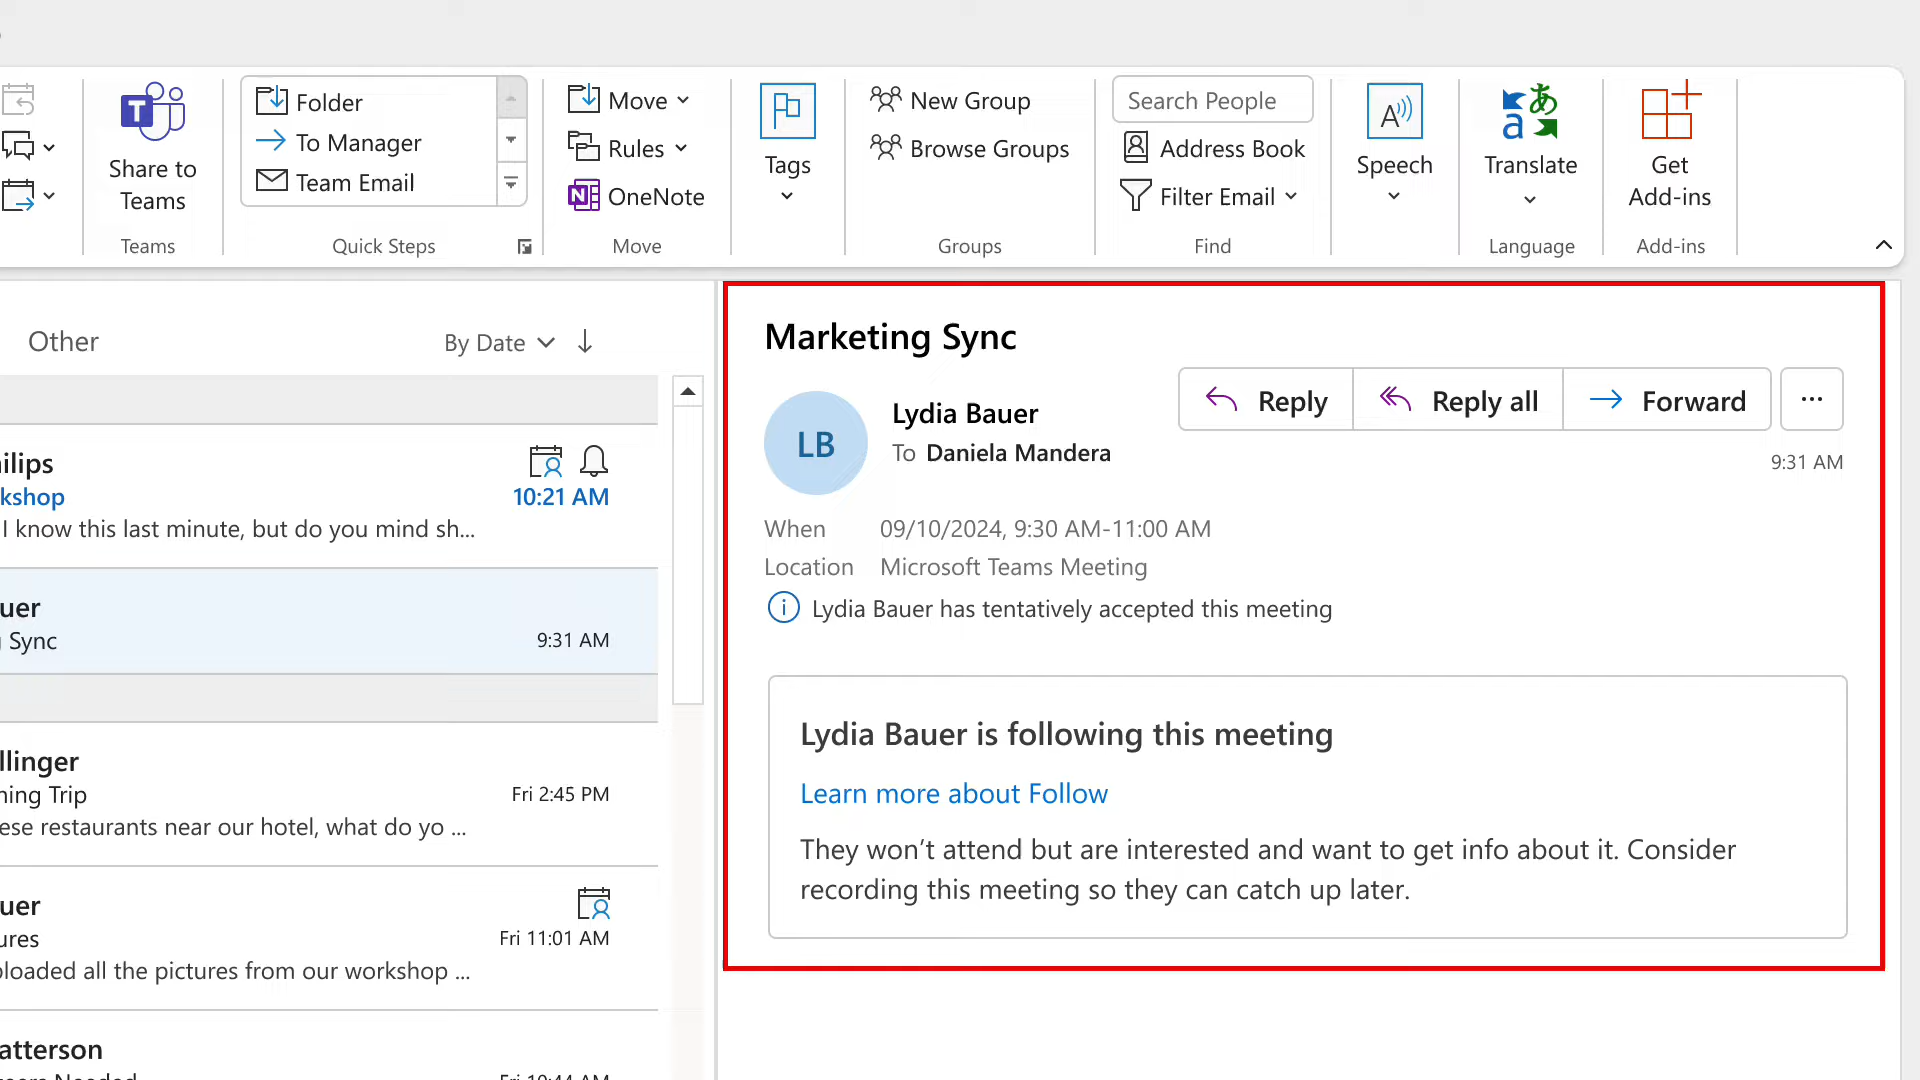 Share to
Teams
Teams
Folder
To Manager
Team Email
Quick Steps
Move
Rules
OneNote
Move
Tags
New Group
Browse Groups
Groups
Search People
Address Book
Filter Email
Find
A
Speech
aあ
Translate
Language
Get
Add-ins
Add-ins
Other
By Date
ilips
kshop 10:21 AM
I know this last minute, but do you mind sh...
uer
Sync 9:31 AM
llinger
ning Trip Fri 2:45 PM
ese restaurants near our hotel, what do yo ...
uer
ures Fri 11:01 AM
loaded all the pictures from our workshop ...
atterson
Needed Fri 10:44 AM
Marketing Sync
LB
Lydia Bauer
To Daniela Mandera
Reply
Reply all
Forward
...
9:31 AM
When 09/10/2024, 9:30 AM-11:00 AM
Location Microsoft Teams Meeting
Lydia Bauer has tentatively accepted this meeting
Lydia Bauer is following this meeting
Learn more about Follow
They won’t attend but are interested and want to get info about it. Consider
recording this meeting so they can catch up later.